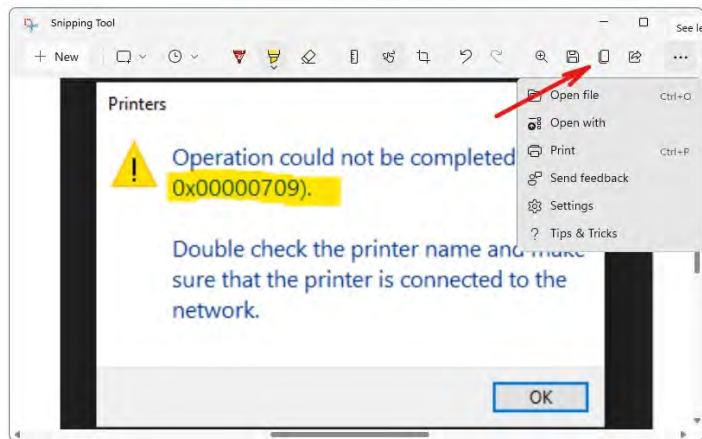 Snipping Tool
See le
New
Open file Ctrl+O
Open with
Print Ctrl+P
Send feedback
Settings
? Tips & Tricks
Printers
Operation could not be completed
0x00000709).
Double check the printer name and make
sure that the printer is connected to the
network.
OK